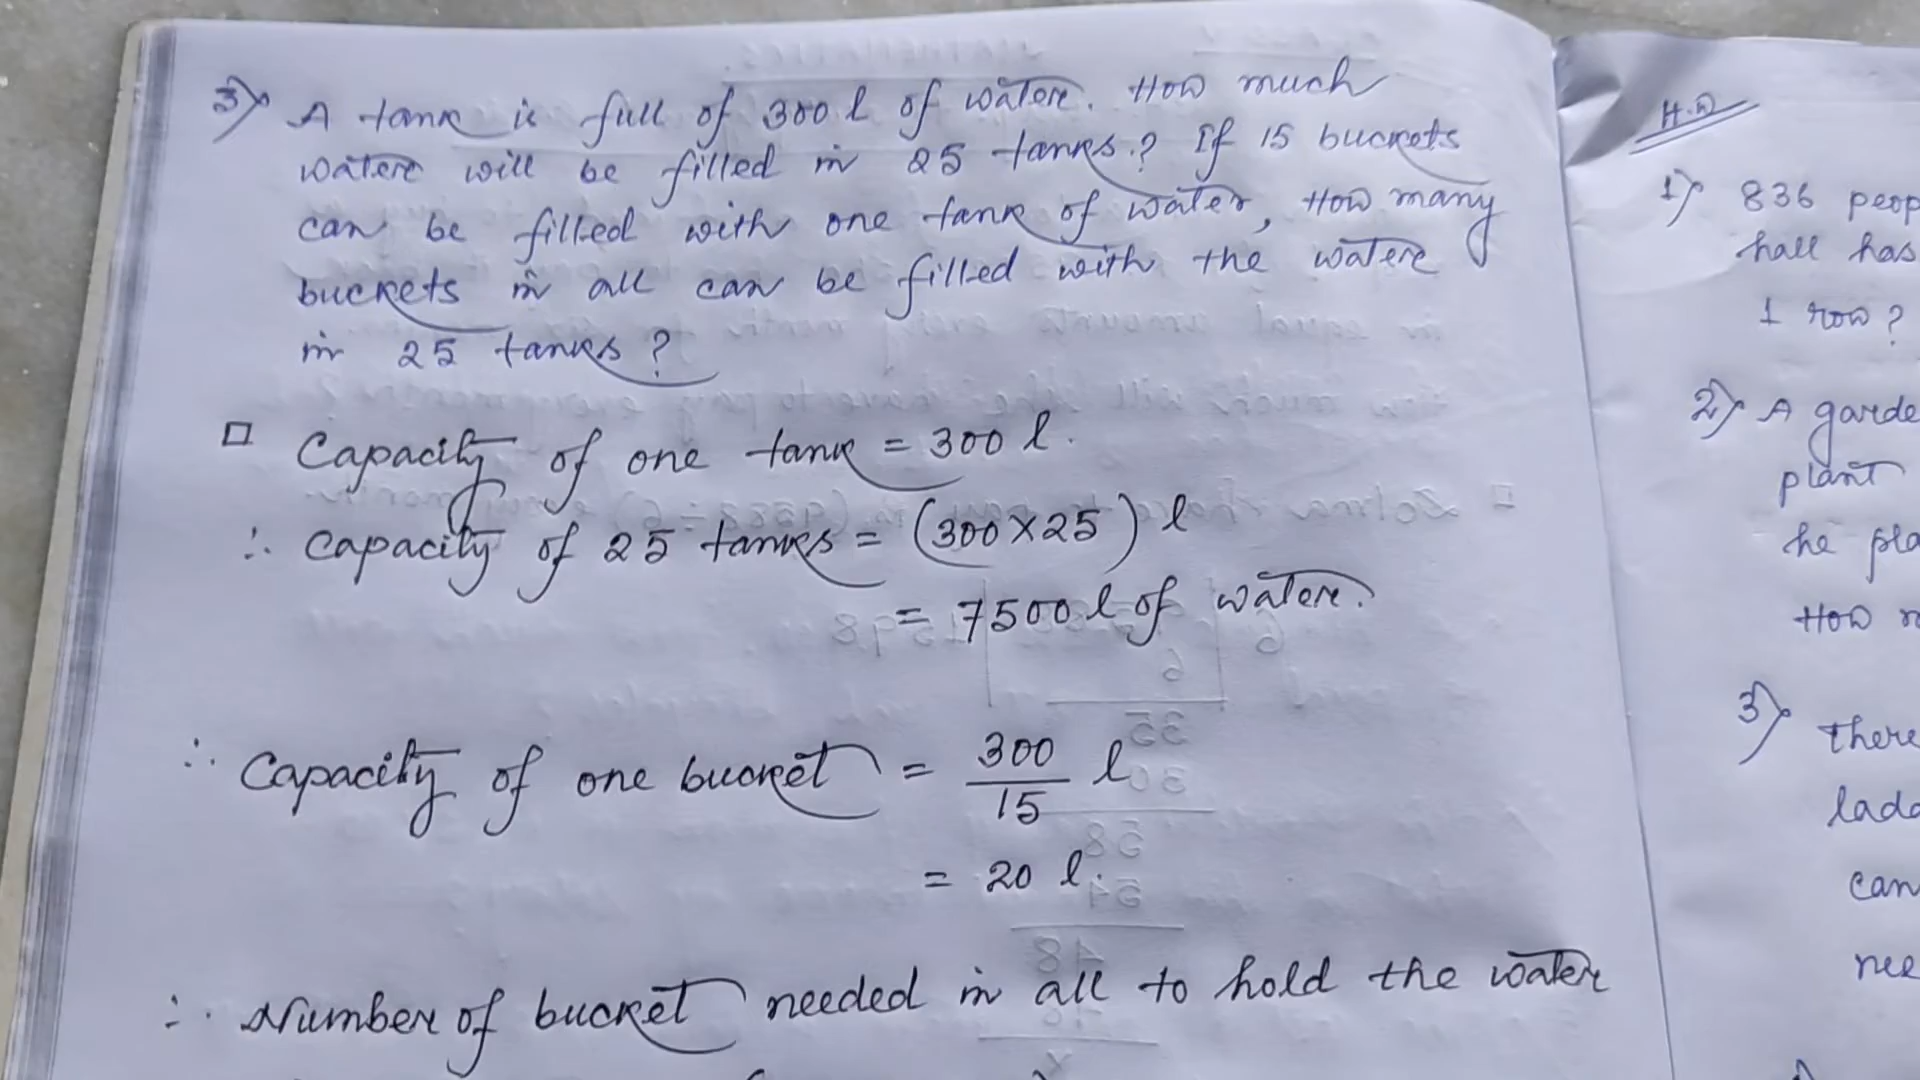 3) A tank is full of 300 l of water. How much
water will be filled in 25 tanks.? If 15 buckets
can be filled with one tank of water, How many
buckets in all can be filled with the water
in 25 tanks?
□ Capacity of one tank = 300 l.
∴ capacity of 25 tanks = (300×25) l
= 7500 l of water.
∴ Capacity of one bucket = 300/15 l
= 20 l.
∴ Number of bucket needed in all to hold the water
H.W
1) 836 peop
hall has
1 row?
2) A garde
plant
he pla
How
3) There
ladd
can
nee